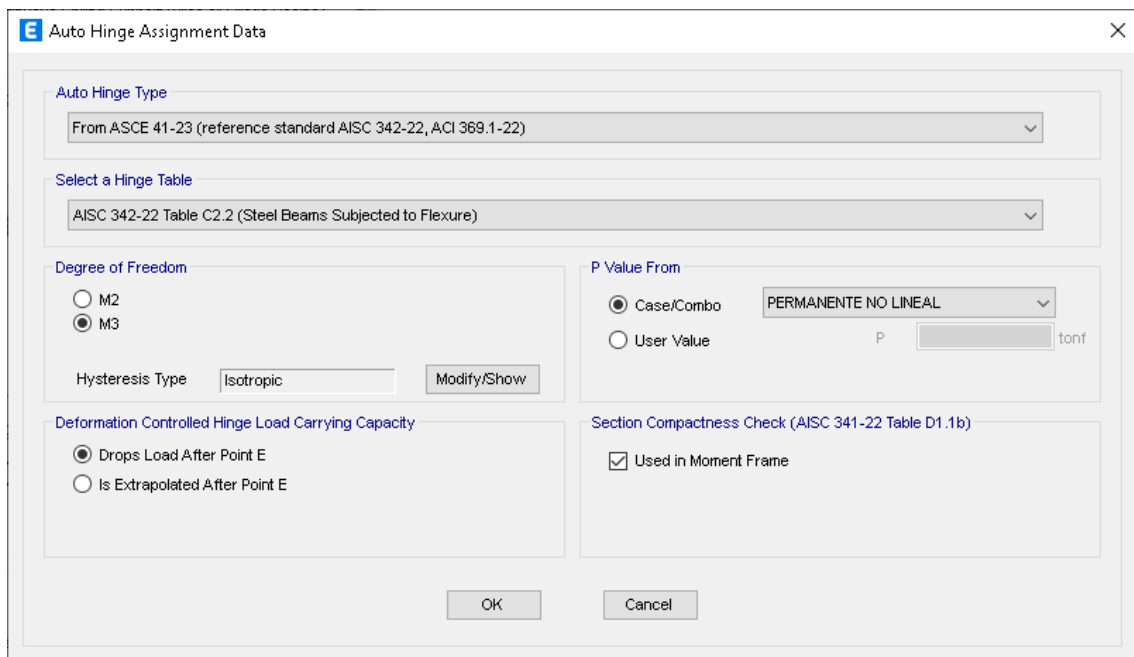 E Auto Hinge Assignment Data
Auto Hinge Type
From ASCE 41-23 (reference standard AISC 342-22, ACI 369.1-22)
Select a Hinge Table
AISC 342-22 Table C2.2 (Steel Beams Subjected to Flexure)
Degree of Freedom
M2
M3
Hysteresis Type Isotropic Modify/Show
P Value From
Case/Combo PERMANENTE NO LINEAL
User Value P tonf
Deformation Controlled Hinge Load Carrying Capacity
Drops Load After Point E
Is Extrapolated After Point E
Section Compactness Check (AISC 341-22 Table D1.1b)
Used in Moment Frame
OK Cancel